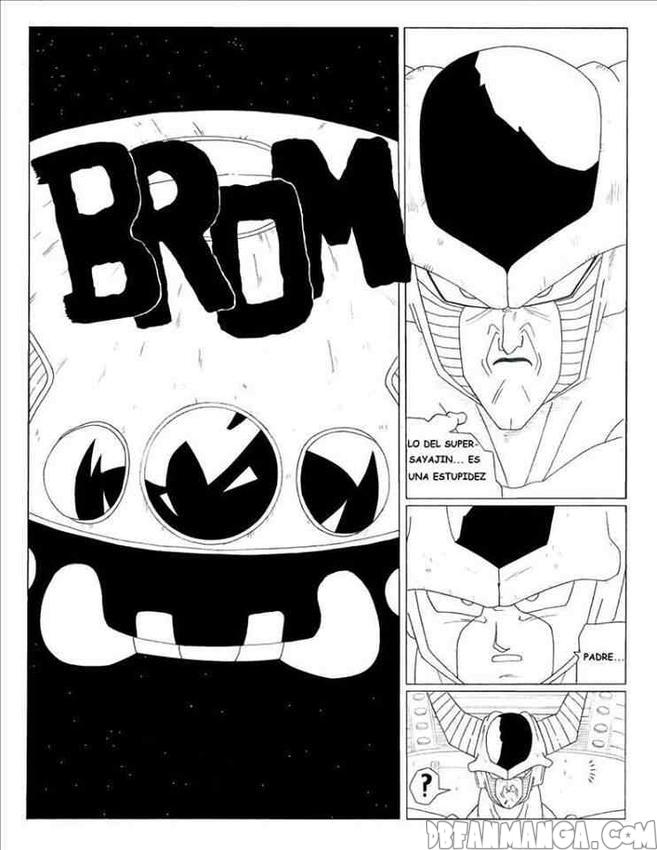 BROM
LO DEL SUPER-
SAYAJIN... ES
UNA ESTUPIDEZ
PADRE...
?
DBFANMANGA.COM